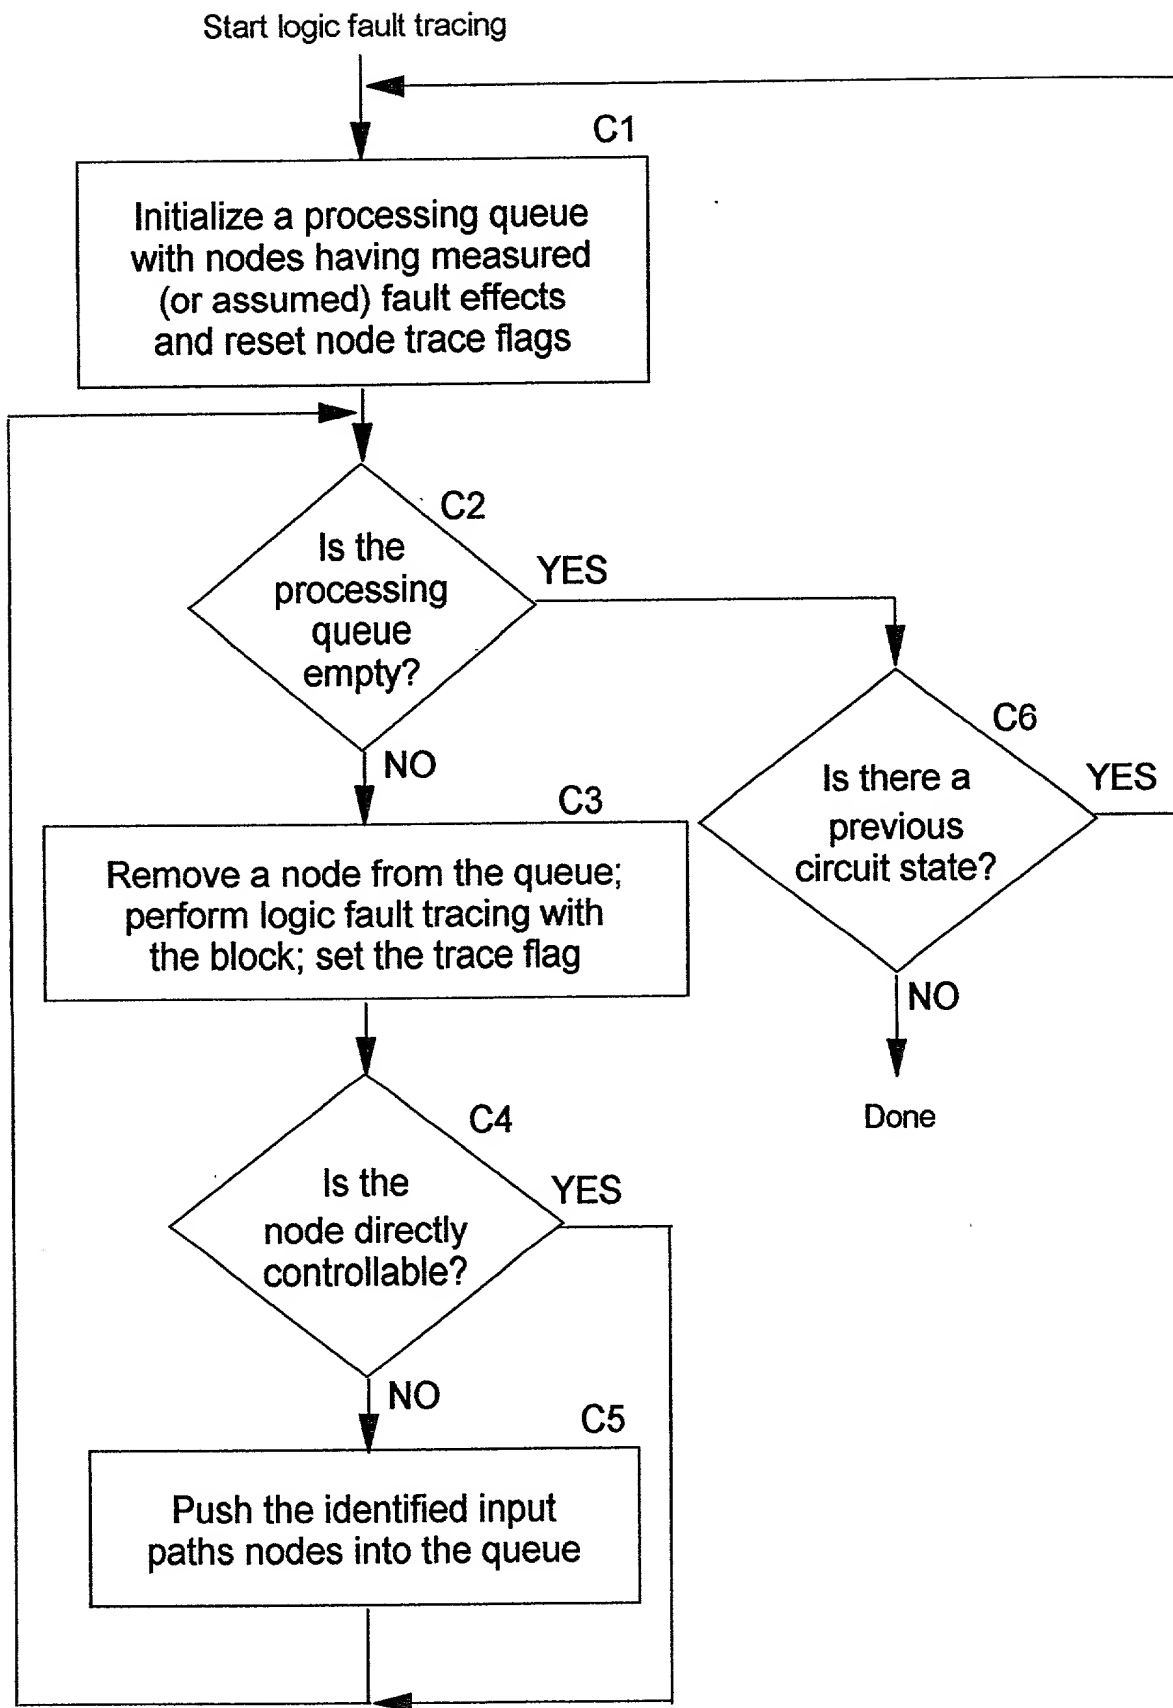 Start logic fault tracing
C1
Initialize a processing queue
with nodes having measured
(or assumed) fault effects
and reset node trace flags
C2
Is the
processing
queue
empty?
YES
NO
C6
Is there a
previous
circuit state?
YES
NO
Done
C3
Remove a node from the queue;
perform logic fault tracing with
the block; set the trace flag
C4
Is the
node directly
controllable?
YES
NO
C5
Push the identified input
paths nodes into the queue